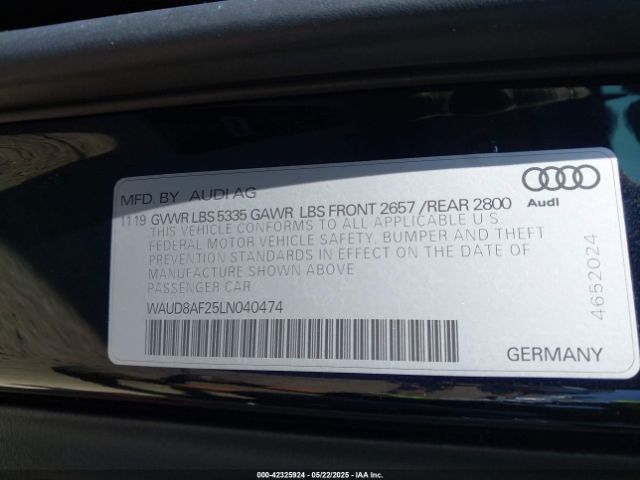 MFD. BY AUDI AG
11 19 GVWR LBS 5335 GAWR LBS FRONT 2657 /REAR 2800
Audi
THIS VEHICLE CONFORMS TO ALL APPLICABLE U S
FEDERAL MOTOR VEHICLE SAFETY, BUMPER AND THEFT
PREVENTION STANDARDS IN EFFECT ON THE DATE OF
MANUFACTURE SHOWN ABOVE
PASSENGER CAR
WAUD8AF25LN040474
4652024
GERMANY
000-42325924 - 05/22/2025 - IAAI Inc.